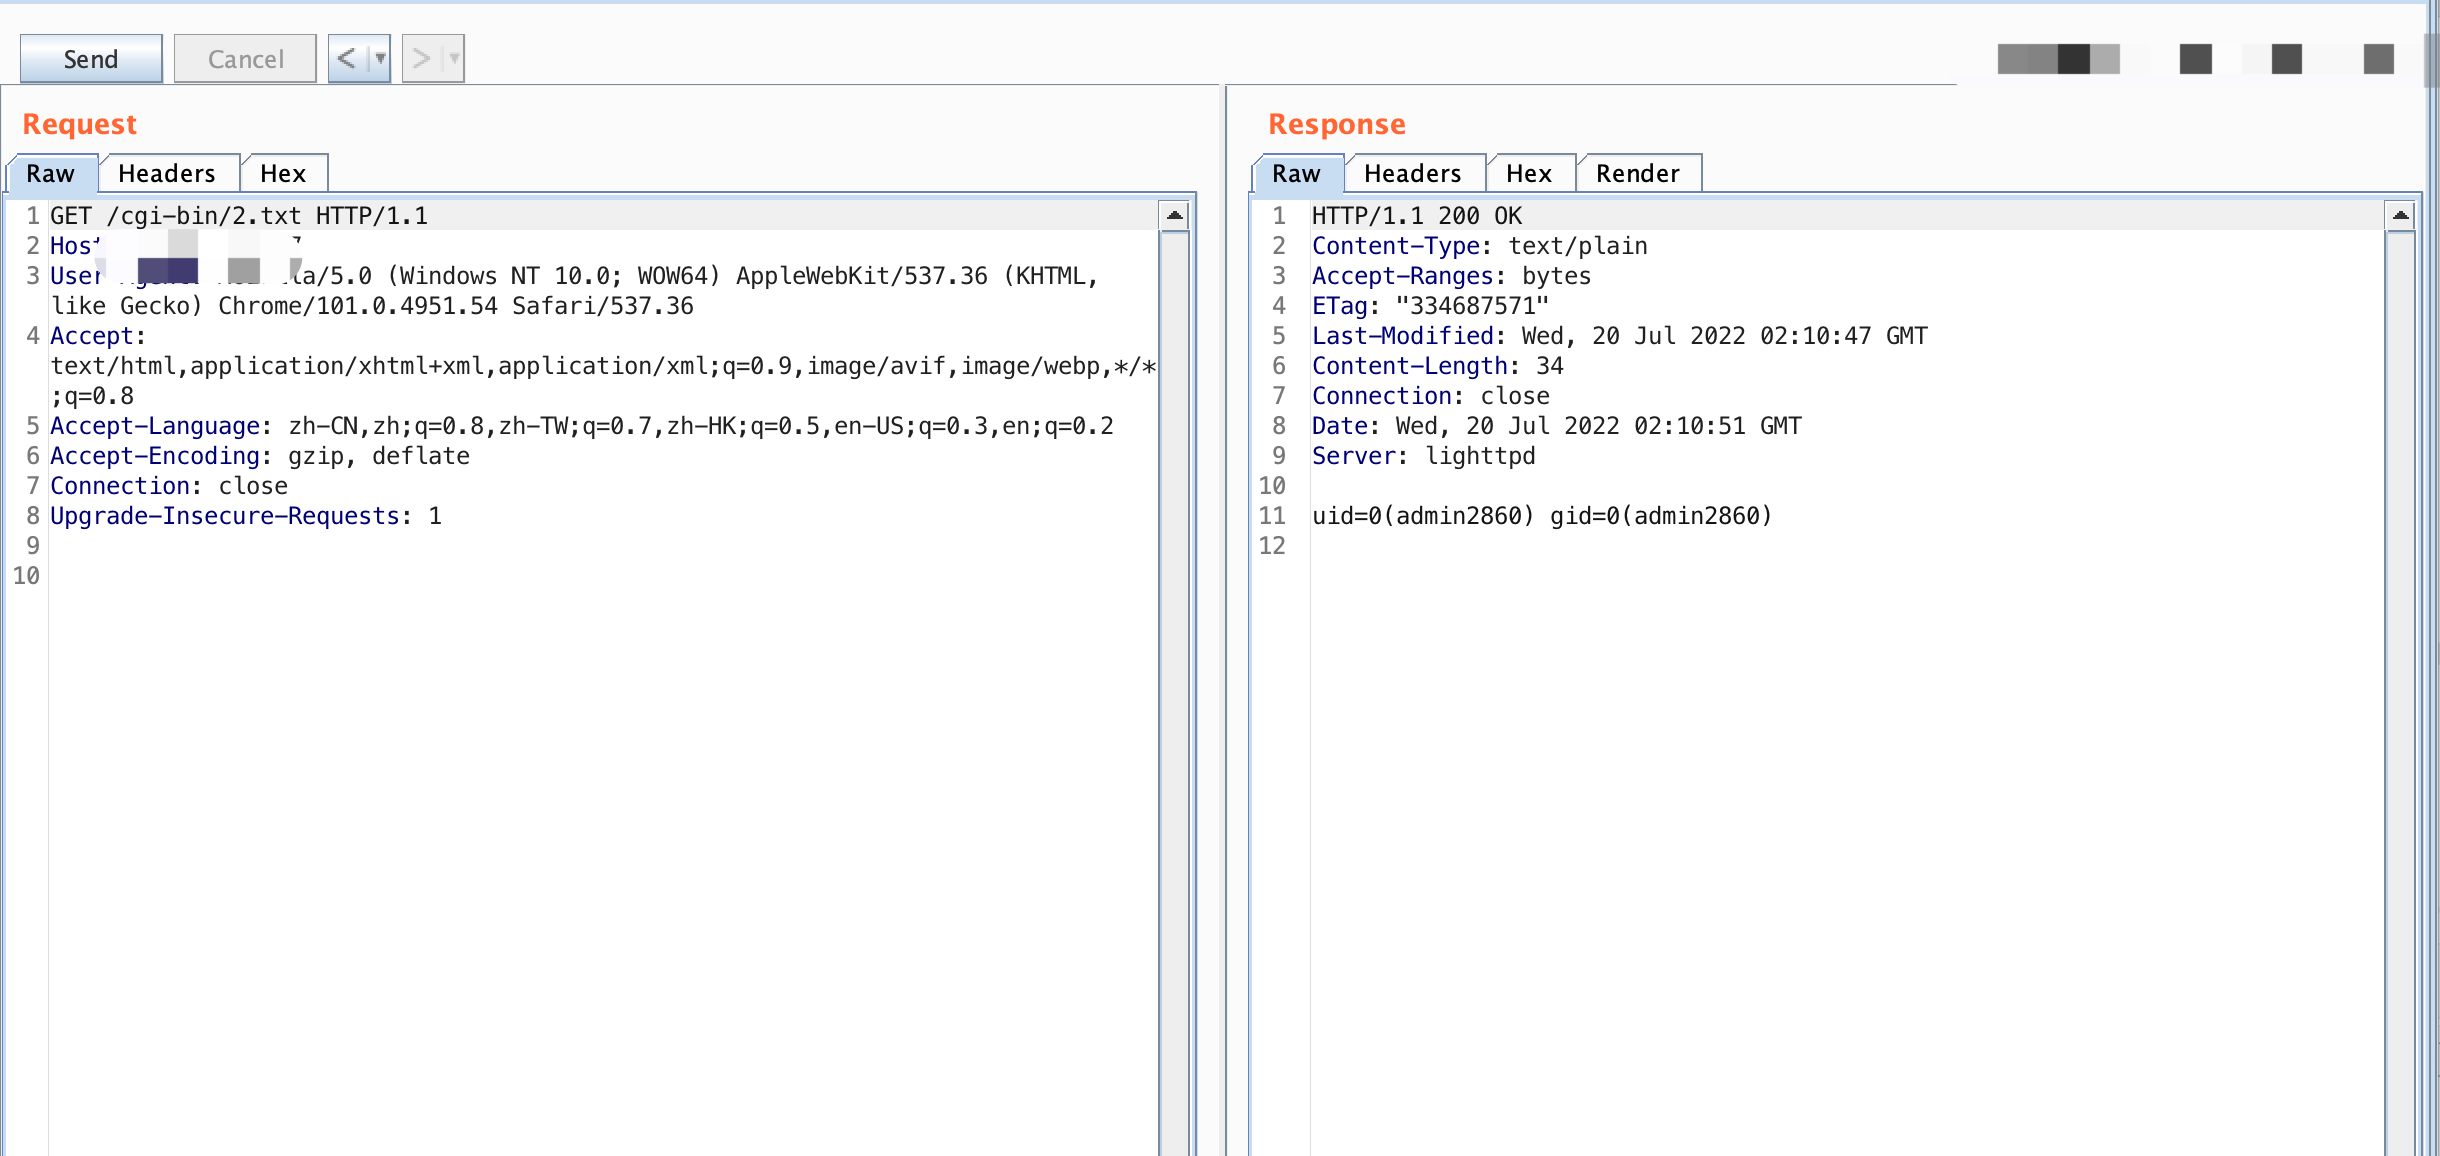 Send Cancel < >
Request
Raw Headers Hex
1 GET /cgi-bin/2.txt HTTP/1.1
2 Host
3 User /5.0 (Windows NT 10.0; WOW64) AppleWebKit/537.36 (KHTML,
like Gecko) Chrome/101.0.4951.54 Safari/537.36
4 Accept:
text/html,application/xhtml+xml,application/xml;q=0.9,image/avif,image/webp,*/*
;q=0.8
5 Accept-Language: zh-CN,zh;q=0.8,zh-TW;q=0.7,zh-HK;q=0.5,en-US;q=0.3,en;q=0.2
6 Accept-Encoding: gzip, deflate
7 Connection: close
8 Upgrade-Insecure-Requests: 1
9
10
Response
Raw Headers Hex Render
1 HTTP/1.1 200 OK
2 Content-Type: text/plain
3 Accept-Ranges: bytes
4 ETag: "334687571"
5 Last-Modified: Wed, 20 Jul 2022 02:10:47 GMT
6 Content-Length: 34
7 Connection: close
8 Date: Wed, 20 Jul 2022 02:10:51 GMT
9 Server: lighttpd
10
11 uid=0(admin2860) gid=0(admin2860)
12